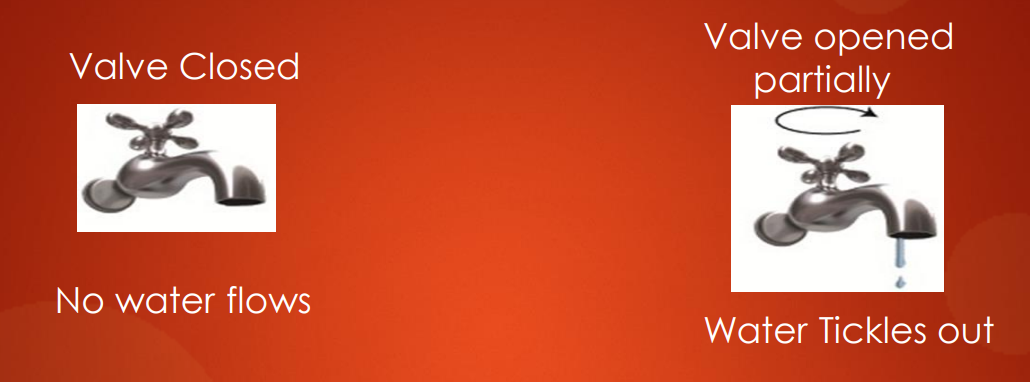 Valve Closed
No water flows
Valve opened
partially
Water Tickles out